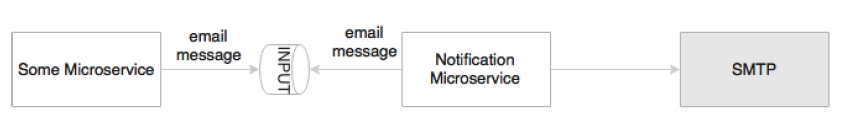 Some Microservice
email
message
INPUT
email
message
Notification
Microservice
SMTP